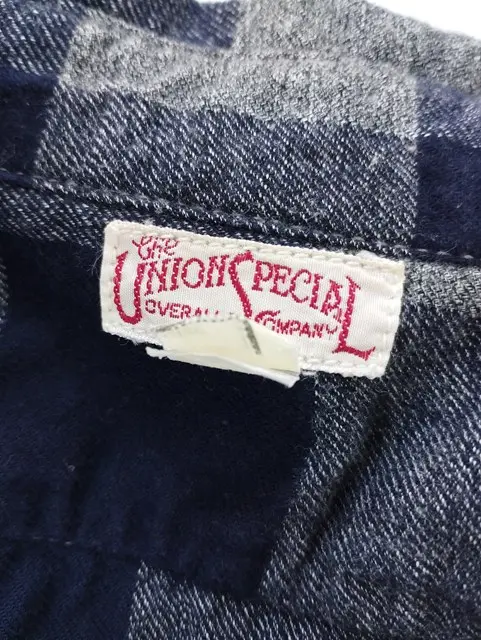 The
UNION SPECIAL
OVERALL COMPANY